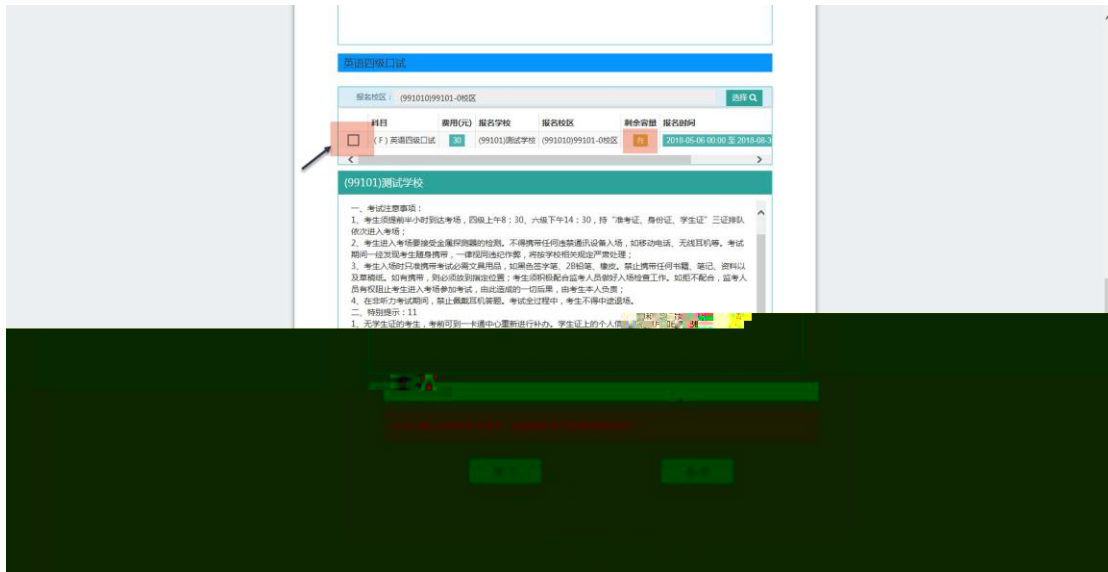 英语四级口试
报名校区： (991010)99101-0校区 选择
科目 费用(元) 报名学校 报名校区 剩余容量 报名时间
（F）英语四级口试 30 (99101)测试学校 (991010)99101-0校区 有 2018-05-06 00:00 至 2018-08-3
(99101)测试学校
一、考试注意事项：
1、考生须提前半小时到达考场，四级上午8：30、六级下午14：30，持“准考证、身份证、学生证”三证排队
依次进入考场；
2、考生进入考场要接受金属探测器的检测。不得携带任何违禁通讯设备入场，如移动电话、无线耳机等。考试
期间一经发现考生随身携带，一律视同违纪作弊，将按学校相关规定严肃处理；
3、考生入场时只准携带考试必需文具用品，如黑色签字笔、2B铅笔、橡皮。禁止携带任何书籍、笔记、资料以
及草稿纸。如有携带，则必须放到指定位置；考生须积极配合监考人员做好入场检查工作。如拒不配合，监考人
员有权阻止考生进入考场参加考试，由此造成的一切后果，由考生本人负责；
4、在非听力考试期间，禁止佩戴耳机答题。考试全过程中，考生不得中途退场。
二、特别提示：11
1、无学生证的考生，考前可到一卡通中心重新进行补办。学生证上的个人信